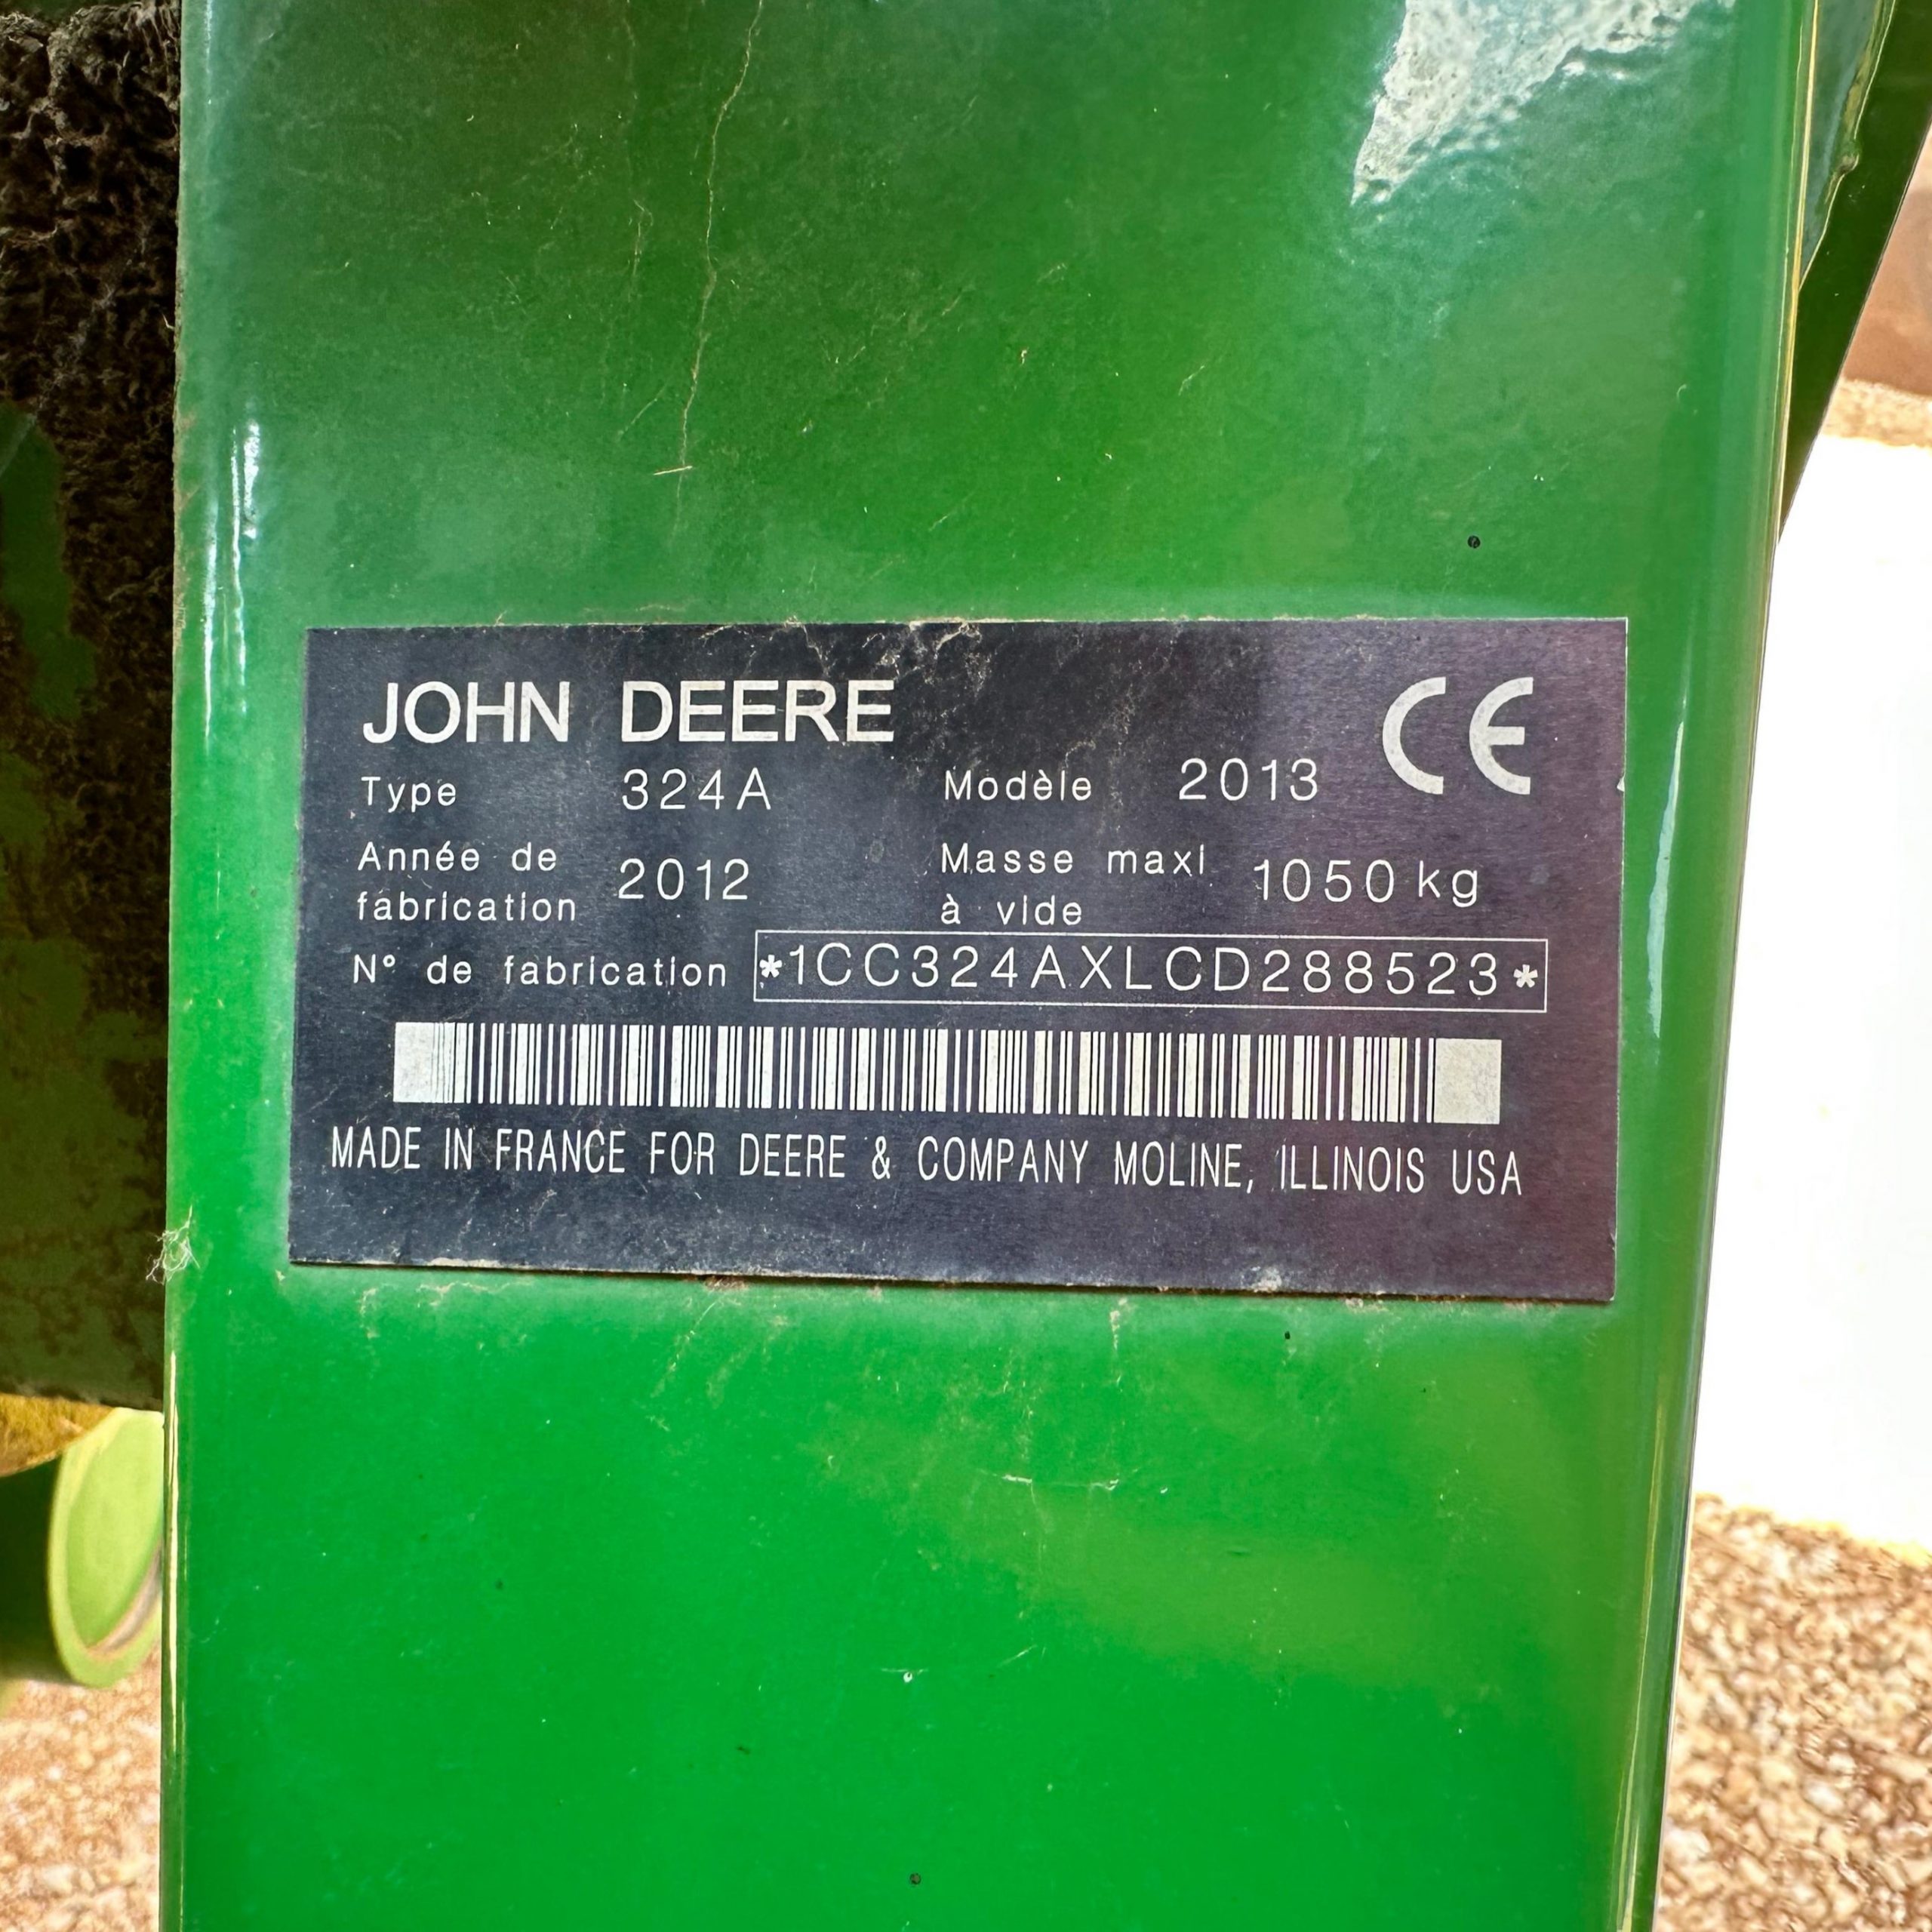 JOHN DEERE CE
Type 324A Modèle 2013
Année de fabrication 2012 Masse maxi à vide 1050 kg
N° de fabrication *1CC324AXLCD288523*
MADE IN FRANCE FOR DEERE & COMPANY MOLINE, ILLINOIS USA